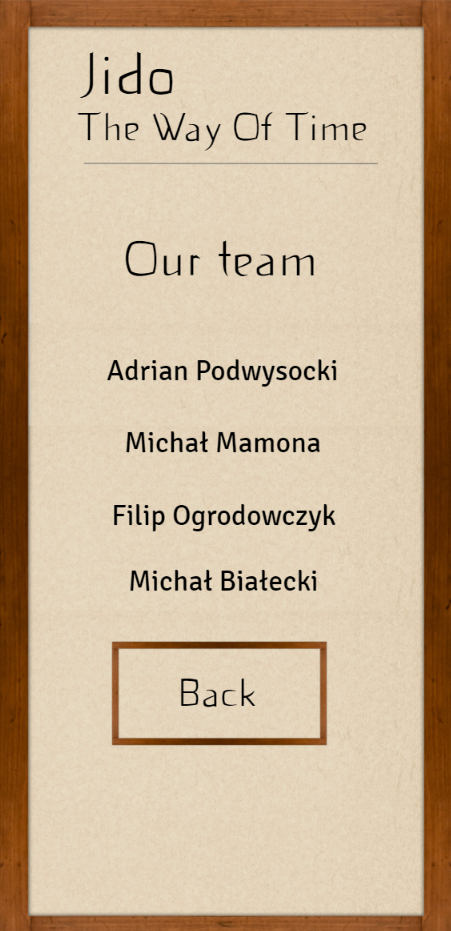 Jido
The Way Of Time
Our team
Adrian Podwysocki
Michał Mamona
Filip Ogrodowczyk
Michał Białecki
Back